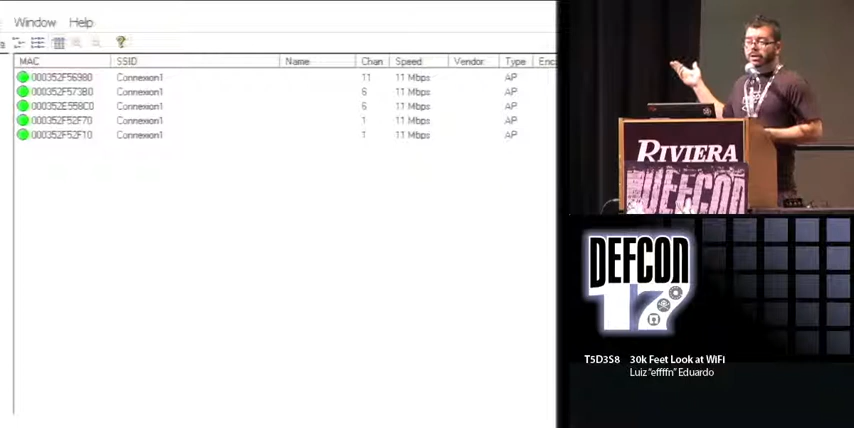 Window Help
MAC SSID Name Chan Speed Vendor Type Enc
000352F56980 Connexion1 11 11 Mbps AP
000352F573B0 Connexion1 6 11 Mbps AP
000352E558C0 Connexion1 6 11 Mbps AP
000352F52F70 Connexion1 1 11 Mbps AP
000352F52F10 Connexion1 1 11 Mbps AP
RIVIERA
DEFCON
DEFCON
17
T5D3S8 30k Feet Look at WiFi
Luiz "effffn" Eduardo